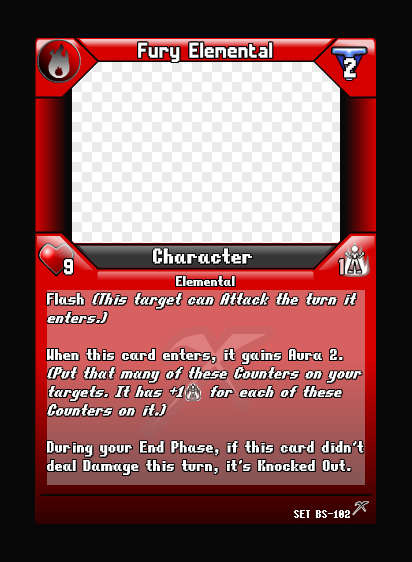 Fury Elemental
2
Character
9
1
Elemental
Flash (This target can Attack the turn it
enters.)
When this card enters, it gains Aura 2.
(Put that many of these Counters on your
targets. It has +1 for each of these
Counters on it.)
During your End Phase, if this card didn't
deal Damage this turn, it's Knocked Out.
SET BS-102